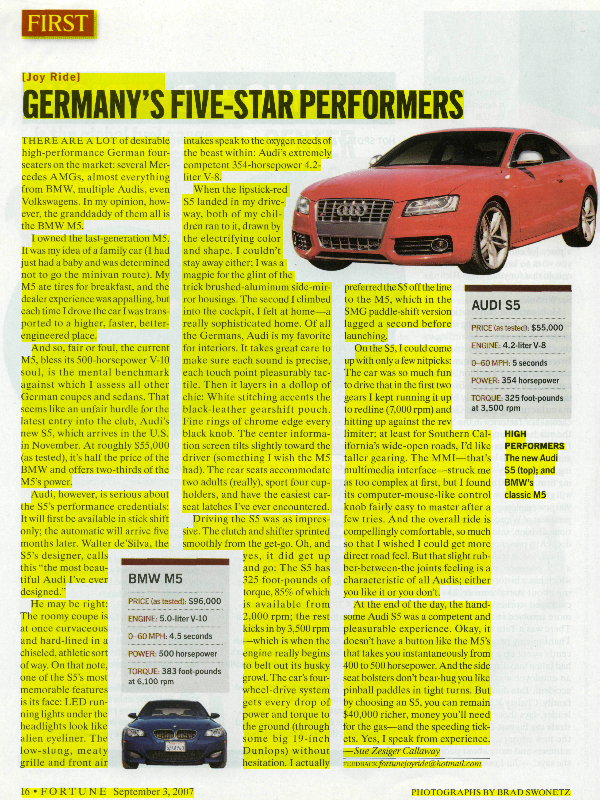 FIRST
[Joy Ride]
GERMANY'S FIVE-STAR PERFORMERS
THERE ARE A LOT of desirable
high-performance German four-
seaters on the market: several Mer-
cedes AMGs, almost everything
from BMW, multiple Audis, even
Volkswagens. In my opinion, how-
ever, the granddaddy of them all is
the BMW M5.
I owned the last-generation M5.
It was my idea of a family car (I had
just had a baby and was determined
not to go the minivan route). My
M5 ate tires for breakfast, and the
dealer experience was appalling, but
each time I drove the car I was trans-
ported to a higher, faster, better-
engineered place.
And so, fair or foul, the current
M5, bless its 500-horsepower V-10
soul, is the mental benchmark
against which I assess all other
German coupes and sedans. That
seems like an unfair hurdle for the
latest entry into the club, Audi's
new S5, which arrives in the U.S.
in November. At roughly $55,000
(as tested), it's half the price of the
BMW and offers two-thirds of the
M5's power.
Audi, however, is serious about
the S5's performance credentials:
It will first be available in stick shift
only; the automatic will arrive five
months later. Walter de'Silva, the
S5's designer, calls
this "the most beau-
tiful Audi I've ever
designed."
He may be right:
The roomy coupe is
at once curvaceous
and hard-lined in a
chiseled, athletic sort
of way. On that note,
one of the S5's most
memorable features
is its face: LED run-
ning lights under the
headlights look like
alien eyeliner. The
low-slung, meaty
grille and front air
intakes speak to the oxygen needs of
the beast within: Audi's extremely
competent 354-horsepower 4.2-
liter V-8.
When the lipstick-red
S5 landed in my drive-
way, both of my chil-
dren ran to it, drawn by
the electrifying color
and shape. I couldn't
stay away either; I was a
magpie for the glint of the
trick brushed-aluminum side-mir-
ror housings. The second I climbed
into the cockpit, I felt at home—a
really sophisticated home. Of all
the Germans, Audi is my favorite
for interiors. It takes great care to
make sure each sound is precise,
each touch point pleasurably tac-
tile. Then it layers in a dollop of
chic: White stitching accents the
black-leather gearshift pouch.
Fine rings of chrome edge every
black knob. The center informa-
tion screen tilts slightly toward the
driver (something I wish the M5
had). The rear seats accommodate
two adults (really), sport four cup-
holders, and have the easiest car-
seat latches I've ever encountered.
Driving the S5 was as impres-
sive. The clutch and shifter sprinted
smoothly from the get-go. Oh, and
yes, it did get up
and go: The S5 has
325 foot-pounds of
torque, 85% of which
is available from
2,000 rpm; the rest
kicks in by 3,500 rpm
—which is when the
engine really begins
to belt out its husky
growl. The car's four-
wheel-drive system
gets every drop of
power and torque to
the ground (through
some big 19-inch
Dunlops) without
hesitation. I actually
preferred the S5 off the line
to the M5, which in the
SMG paddle-shift version
lagged a second before
launching.
On the S5, I could come
up with only a few nitpicks:
The car was so much fun
to drive that in the first two
gears I kept running it up
to redline (7,000 rpm) and
hitting up against the rev
limiter; at least for Southern Cal-
ifornia's wide-open roads, I'd like
taller gearing. The MMI—that's
multimedia interface—struck me
as too complex at first, but I found
its computer-mouse-like control
knob fairly easy to master after a
few tries. And the overall ride is
compellingly comfortable, so much
so that I wished I could get more
direct road feel. But that slight rub-
ber-between-the joints feeling is a
characteristic of all Audis; either
you like it or you don't.
At the end of the day, the hand-
some Audi S5 was a competent and
pleasurable experience. Okay, it
doesn't have a button like the M5's
that takes you instantaneously from
400 to 500 horsepower. And the side
seat bolsters don't bear-hug you like
pinball paddles in tight turns. But
by choosing an S5, you can remain
$40,000 richer, money you'll need
for the gas—and the speeding tick-
ets. Yes, I speak from experience.
—Sue Zesiger Callaway
FEEDBACK fortunejoyride@hotmail.com
AUDI S5
PRICE (as tested): $55,000
ENGINE: 4.2-liter V-8
0–60 MPH: 5 seconds
POWER: 354 horsepower
TORQUE: 325 foot-pounds
at 3,500 rpm
HIGH
PERFORMERS
The new Audi
S5 (top); and
BMW's
classic M5
BMW M5
PRICE (as tested): $96,000
ENGINE: 5.0-liter V-10
0–60 MPH: 4.5 seconds
POWER: 500 horsepower
TORQUE: 383 foot-pounds
at 6,100 rpm
16 • FORTUNE September 3, 2007
PHOTOGRAPHS BY BRAD SWONETZ